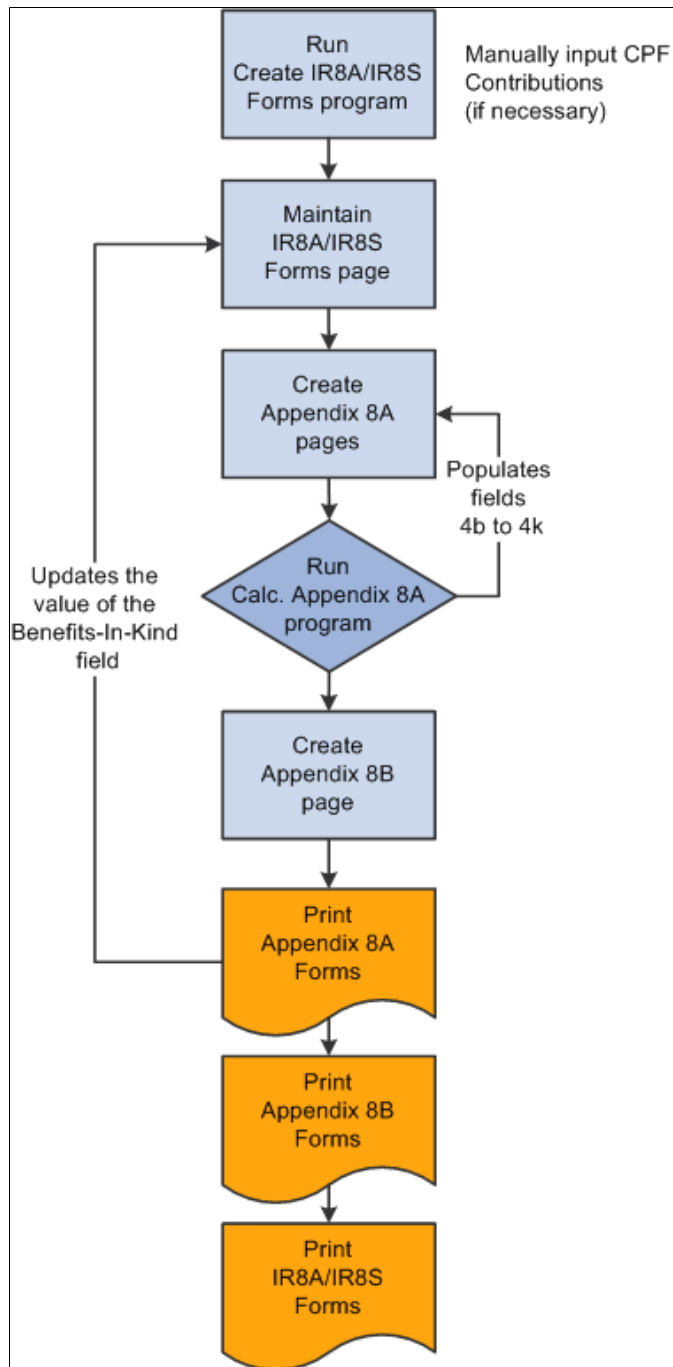 Run
Create IR8A/IR8S
Forms program
Manually input CPF
Contributions
(if necessary)
Maintain
IR8A/IR8S
Forms page
Create
Appendix 8A
pages
Populates
fields
4b to 4k
Run
Calc. Appendix 8A
program
Updates the
value of the
Benefits-In-Kind
field
Create
Appendix 8B
page
Print
Appendix 8A
Forms
Print
Appendix 8B
Forms
Print
IR8A/IR8S
Forms